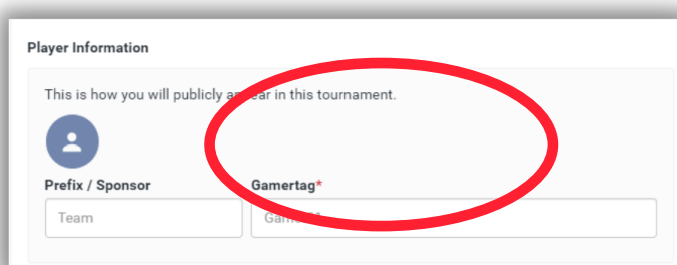 Player Information
This is how you will publicly appear in this tournament.
Prefix / Sponsor Gamertag*
Team